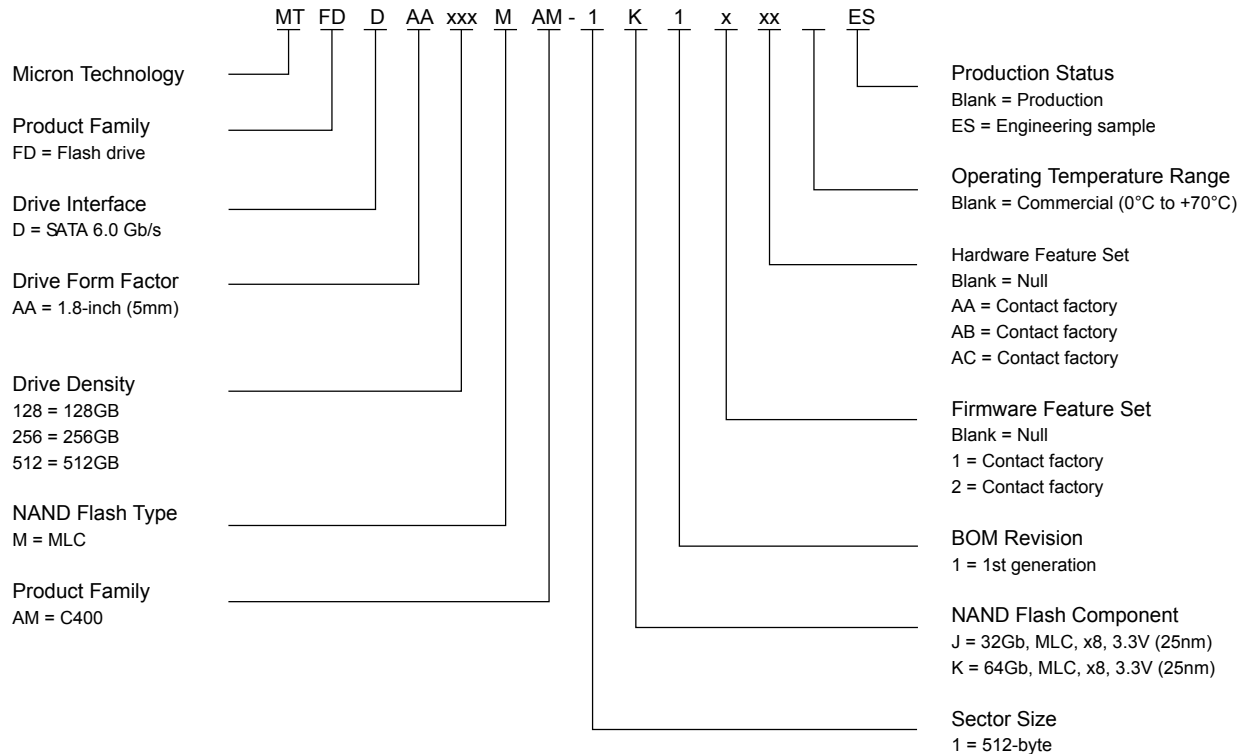 MT FD D AA xxx M AM - 1 K 1 x xx ES
Micron Technology
Product Family
FD = Flash drive
Drive Interface
D = SATA 6.0 Gb/s
Drive Form Factor
AA = 1.8-inch (5mm)
Drive Density
128 = 128GB
256 = 256GB
512 = 512GB
NAND Flash Type
M = MLC
Product Family
AM = C400
Production Status
Blank = Production
ES = Engineering sample
Operating Temperature Range
Blank = Commercial (0°C to +70°C)
Hardware Feature Set
Blank = Null
AA = Contact factory
AB = Contact factory
AC = Contact factory
Firmware Feature Set
Blank = Null
1 = Contact factory
2 = Contact factory
BOM Revision
1 = 1st generation
NAND Flash Component
J = 32Gb, MLC, x8, 3.3V (25nm)
K = 64Gb, MLC, x8, 3.3V (25nm)
Sector Size
1 = 512-byte